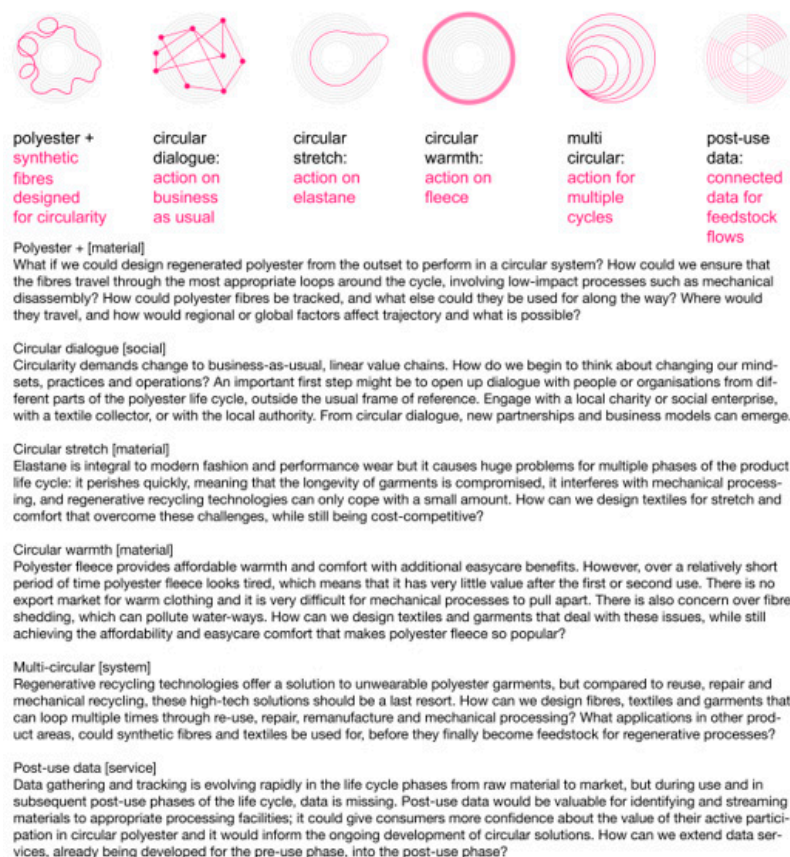 polyester +
synthetic
fibres
designed
for circularity
circular
dialogue:
action on
business
as usual
circular
stretch:
action on
elastane
circular
warmth:
action on
fleece
multi
circular:
action for
multiple
cycles
post-use
data:
connected
data for
feedstock
flows
Polyester + [material]
What if we could design regenerated polyester from the outset to perform in a circular system? How could we ensure that
the fibres travel through the most appropriate loops around the cycle, involving low-impact processes such as mechanical
disassembly? How could polyester fibres be tracked, and what else could they be used for along the way? Where would
they travel, and how would regional or global factors affect trajectory and what is possible?
Circular dialogue [social]
Circularity demands change to business-as-usual, linear value chains. How do we begin to think about changing our mind-
sets, practices and operations? An important first step might be to open up dialogue with people or organisations from dif-
ferent parts of the polyester life cycle, outside the usual frame of reference. Engage with a local charity or social enterprise,
with a textile collector, or with the local authority. From circular dialogue, new partnerships and business models can emerge.
Circular stretch [material]
Elastane is integral to modern fashion and performance wear but it causes huge problems for multiple phases of the product
life cycle: it perishes quickly, meaning that the longevity of garments is compromised, it interferes with mechanical process-
ing, and regenerative recycling technologies can only cope with a small amount. How can we design textiles for stretch and
comfort that overcome these challenges, while still being cost-competitive?
Circular warmth [material]
Polyester fleece provides affordable warmth and comfort with additional easycare benefits. However, over a relatively short
period of time polyester fleece looks tired, which means that it has very little value after the first or second use. There is no
export market for warm clothing and it is very difficult for mechanical processes to pull apart. There is also concern over fibre
shedding, which can pollute water-ways. How can we design textiles and garments that deal with these issues, while still
achieving the affordability and easycare comfort that makes polyester fleece so popular?
Multi-circular [system]
Regenerative recycling technologies offer a solution to unwearable polyester garments, but compared to reuse, repair and
mechanical recycling, these high-tech solutions should be a last resort. How can we design fibres, textiles and garments that
can loop multiple times through re-use, repair, remanufacture and mechanical processing? What applications in other prod-
uct areas, could synthetic fibres and textiles be used for, before they finally become feedstock for regenerative processes?
Post-use data [service]
Data gathering and tracking is evolving rapidly in the life cycle phases from raw material to market, but during use and in
subsequent post-use phases of the life cycle, data is missing. Post-use data would be valuable for identifying and streaming
materials to appropriate processing facilities; it could give consumers more confidence about the value of their active partici-
pation in circular polyester and it would inform the ongoing development of circular solutions. How can we extend data ser-
vices, already being developed for the pre-use phase, into the post-use phase?